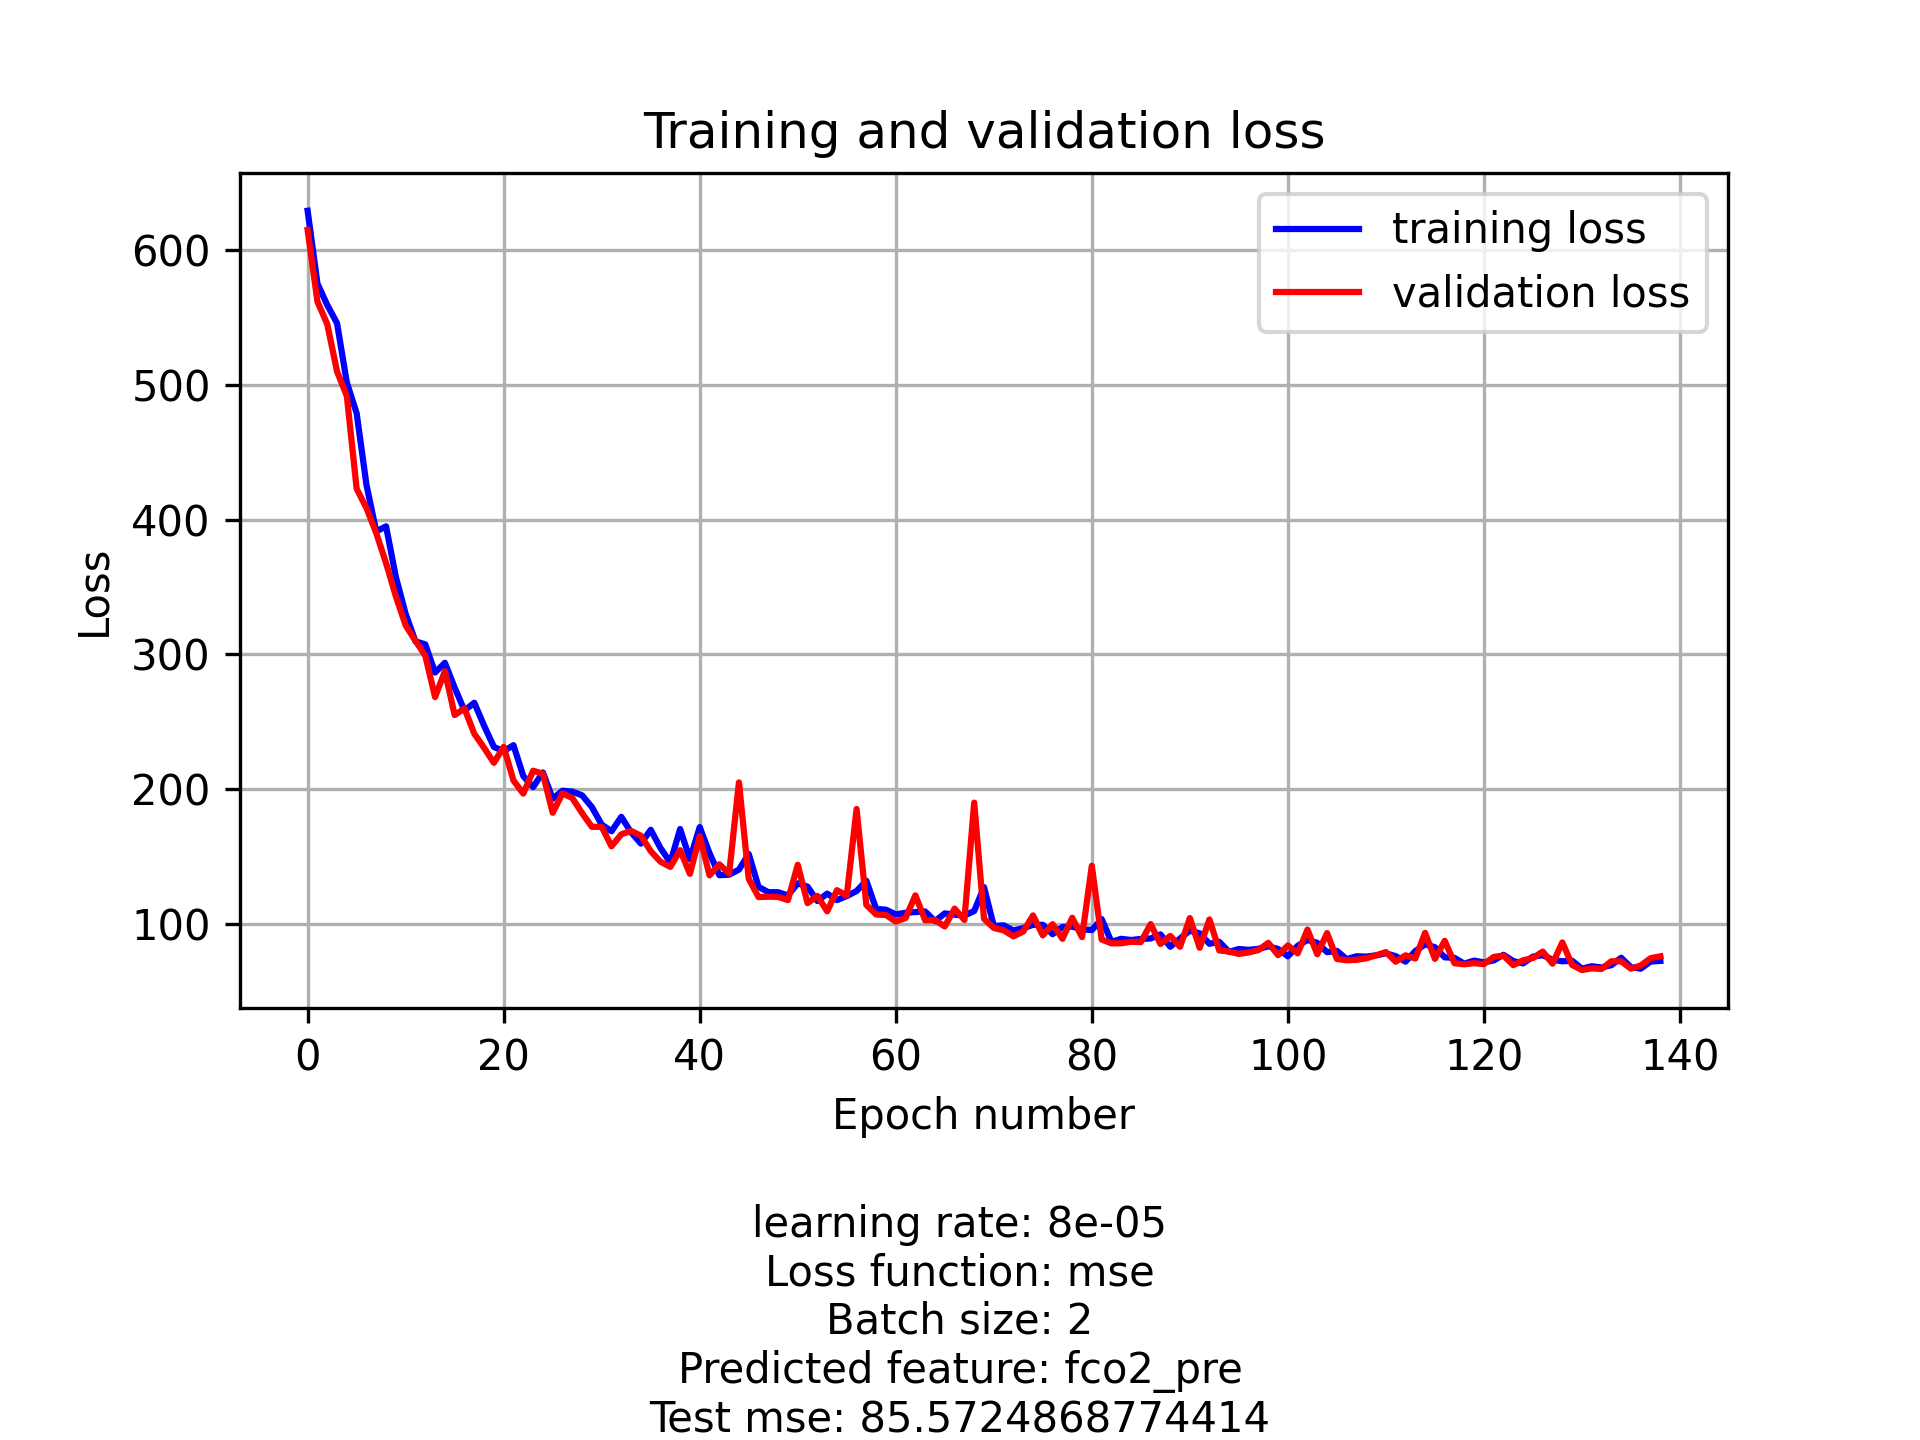 Training and validation loss
training loss
validation loss
600
500
400
300
200
100
Loss
0 20 40 60 80 100 120 140
Epoch number
learning rate: 8e-05
Loss function: mse
Batch size: 2
Predicted feature: fco2_pre
Test mse: 85.5724868774414